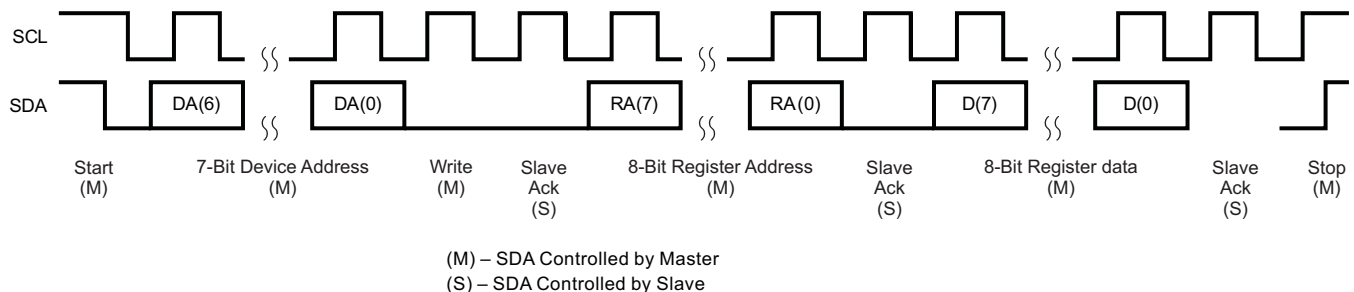 SCL
SDA
DA(6) DA(0) RA(7) RA(0) D(7) D(0)
Start 7-Bit Device Address Write Slave 8-Bit Register Address Slave 8-Bit Register data Slave Stop
(M) (M) (M) Ack (M) Ack (M) Ack (M)
(S) (S) (S)
(M) – SDA Controlled by Master
(S) – SDA Controlled by Slave